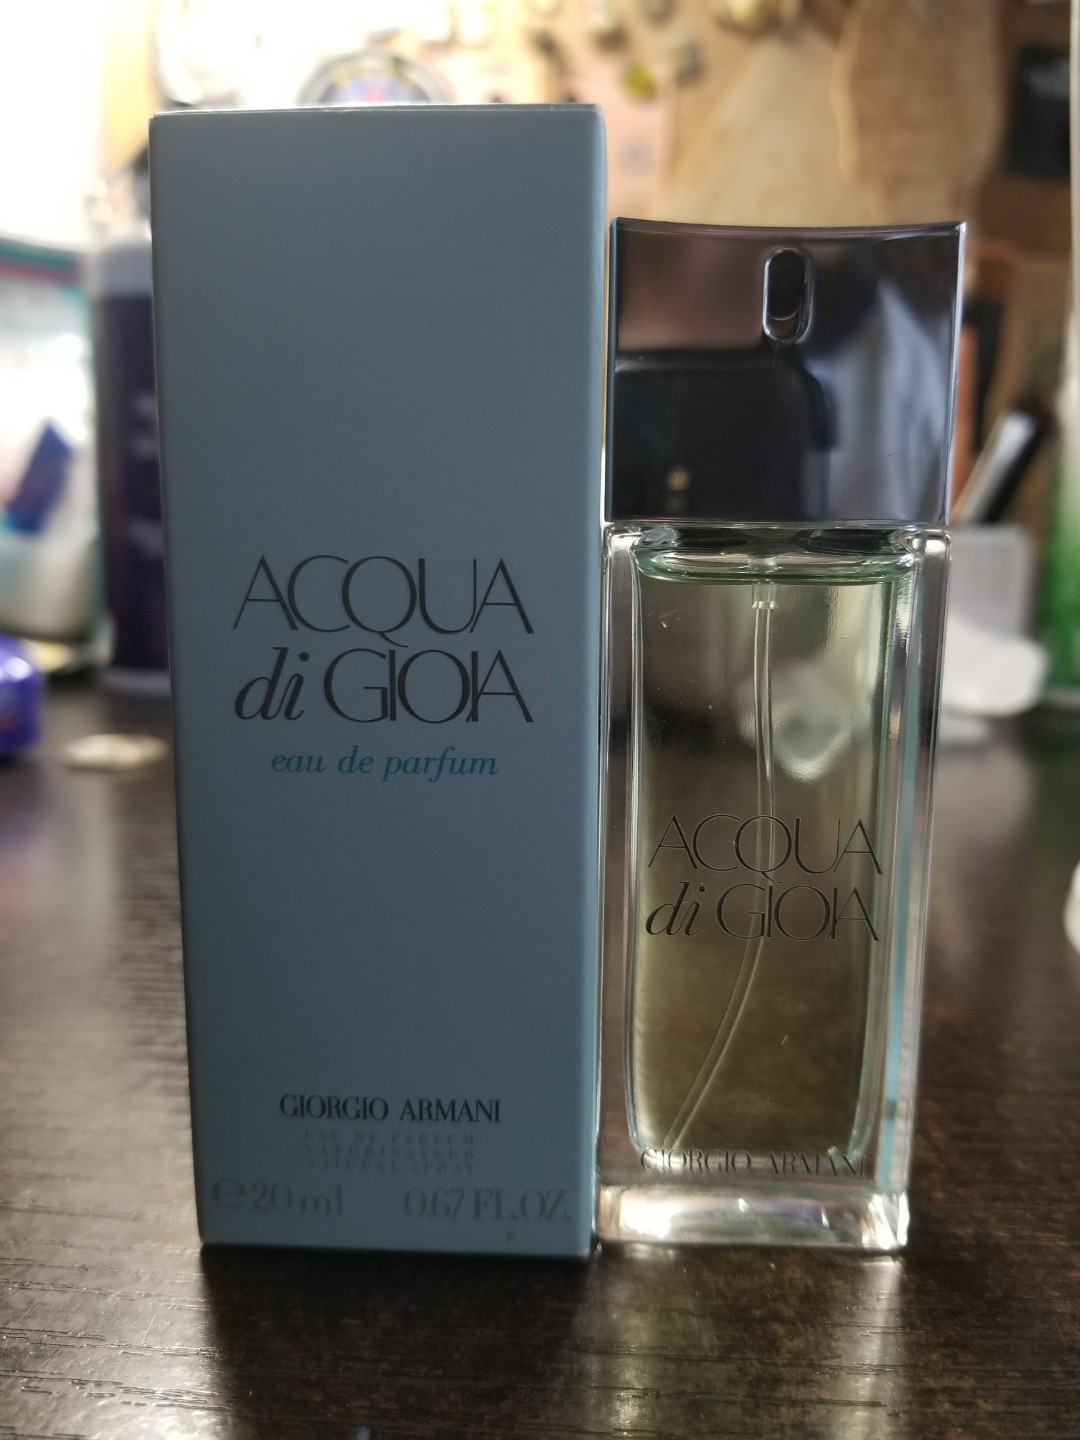 ACQUA
di GIOIA
eau de parfum
GIORGIO ARMANI
EAU DE PARFUM
VAPORISATEUR
NATURAL SPRAY
℮20 ml 0.67 FL.OZ.
ACQUA
di GIOIA
GIORGIO ARMANI